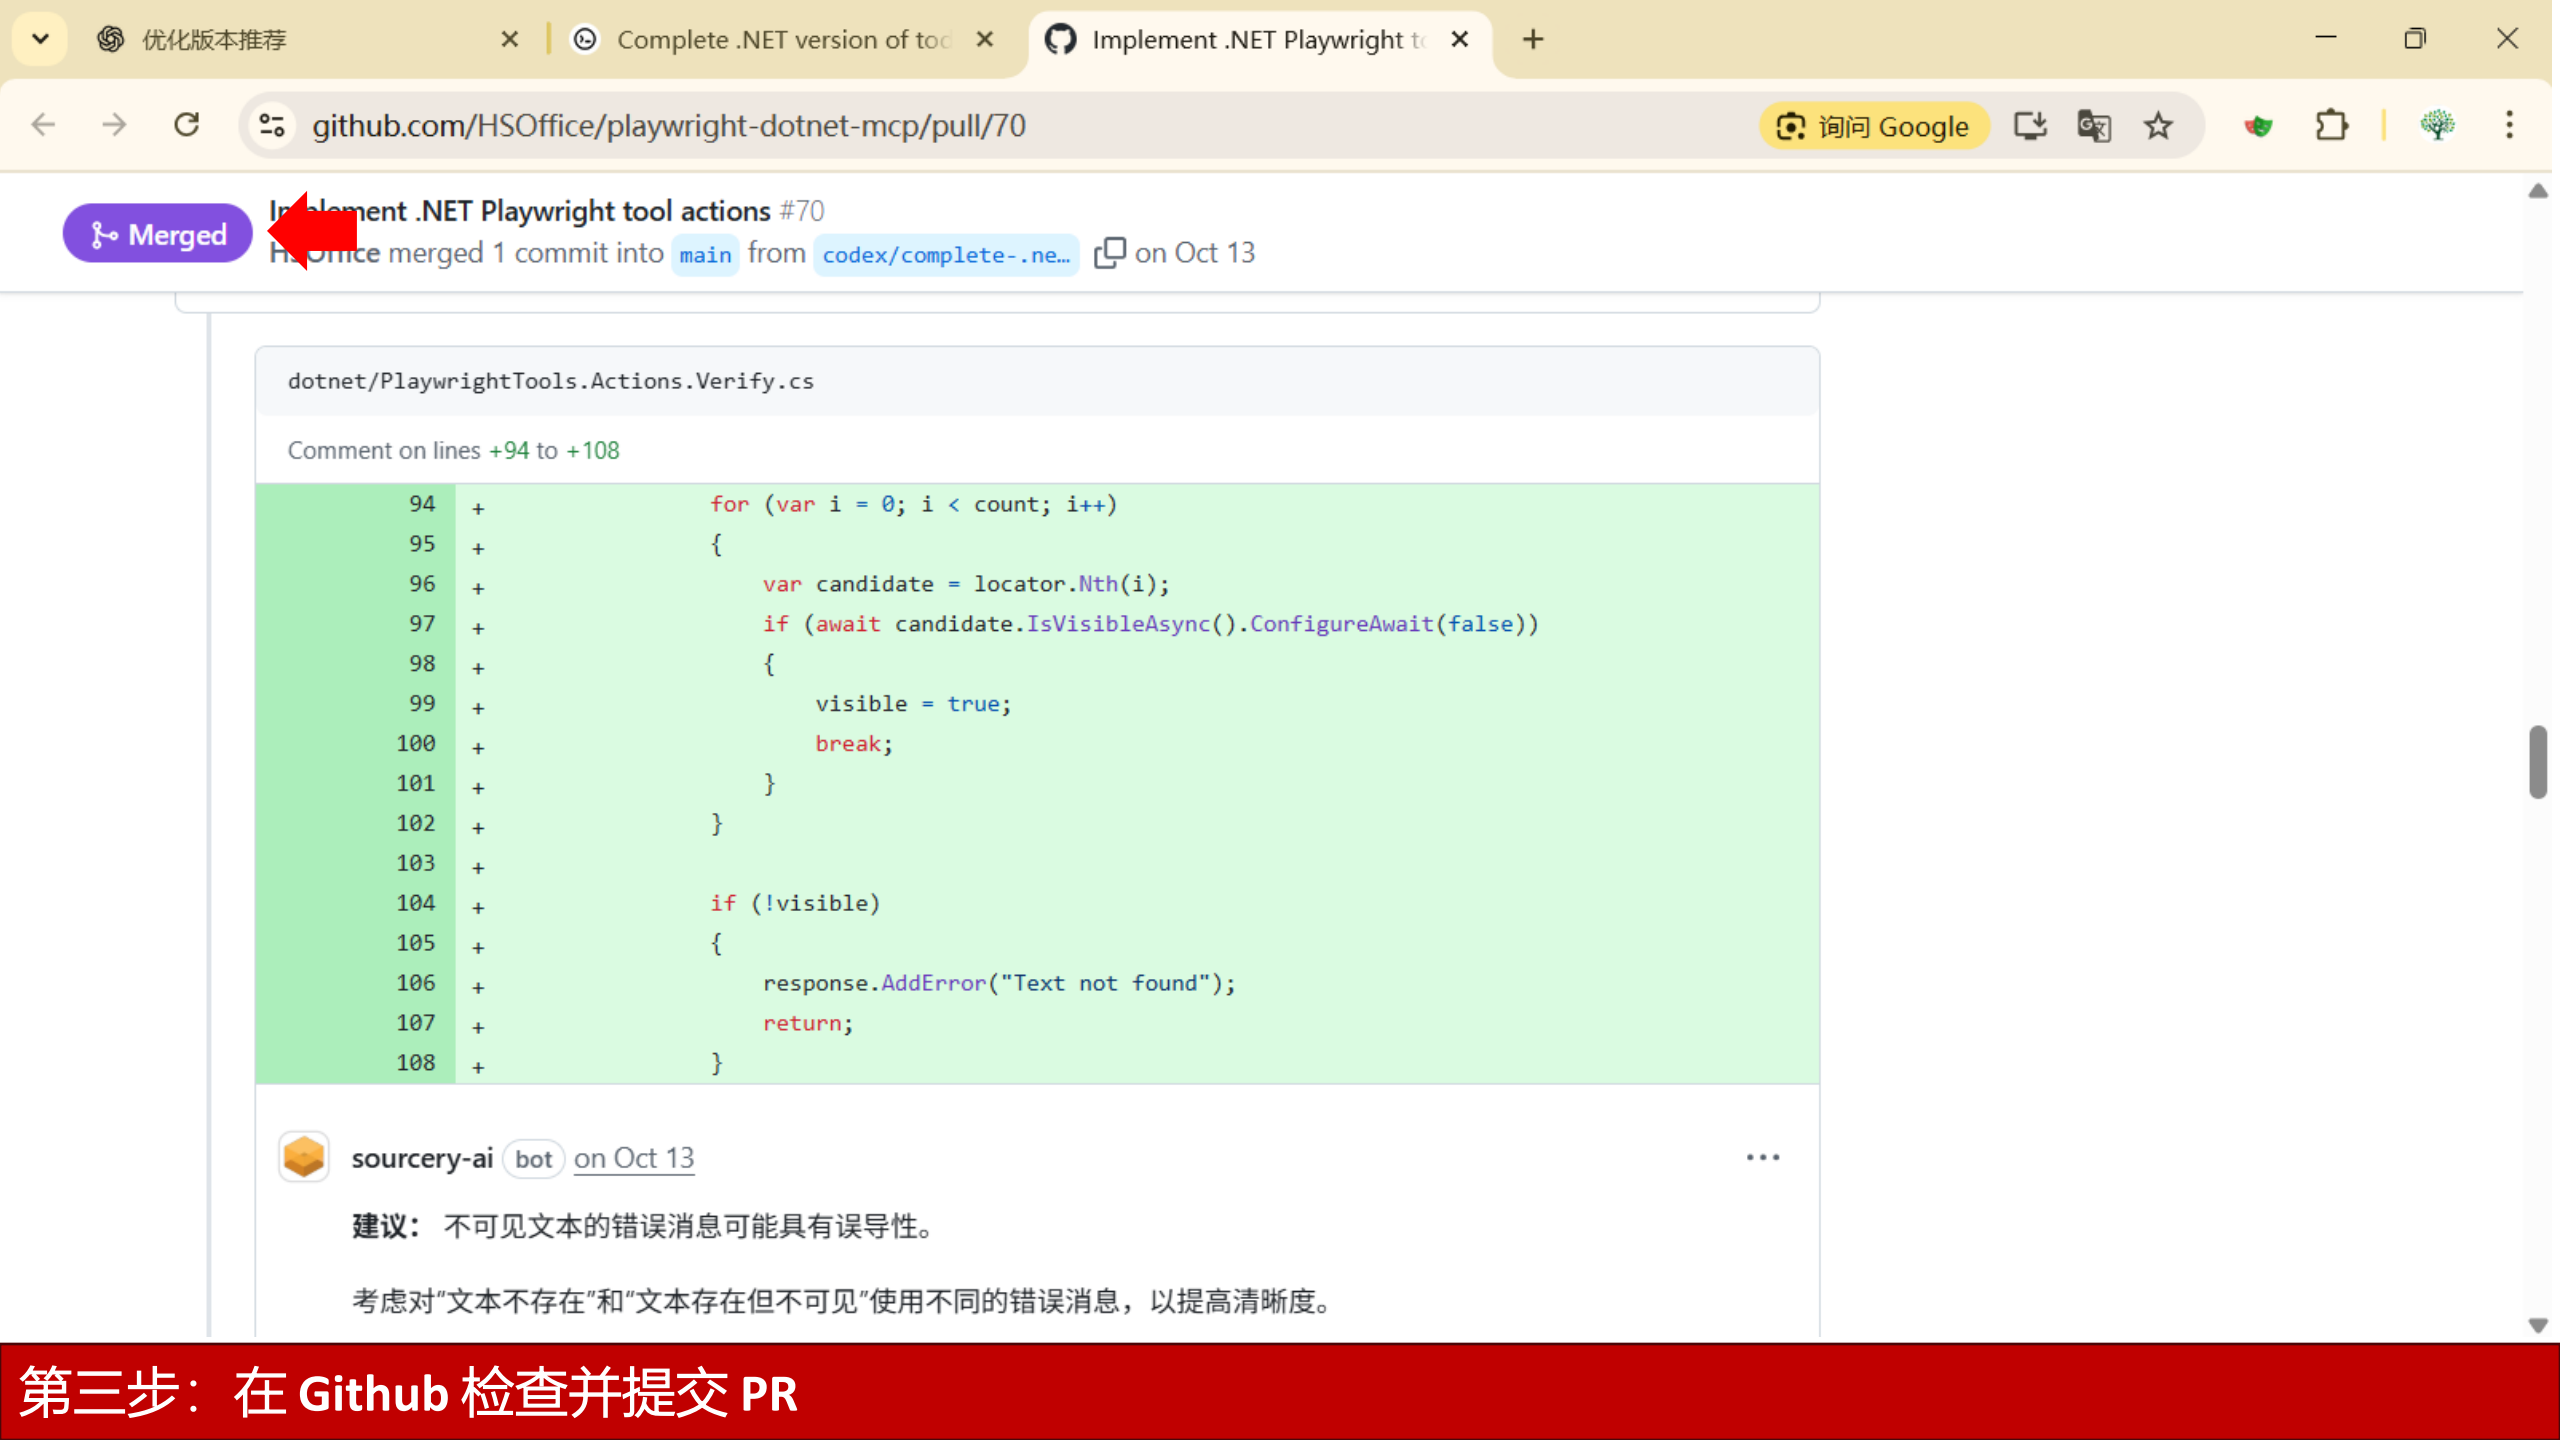 优化版本推荐
Complete .NET version of too
Implement .NET Playwright to
github.com/HSOffice/playwright-dotnet-mcp/pull/70
询问 Google
Merged
Implement .NET Playwright tool actions #70
HSOffice merged 1 commit into main from codex/complete-.ne… on Oct 13
dotnet/PlaywrightTools.Actions.Verify.cs
Comment on lines +94 to +108
94 + for (var i = 0; i < count; i++)
95 + {
96 + var candidate = locator.Nth(i);
97 + if (await candidate.IsVisibleAsync().ConfigureAwait(false))
98 + {
99 + visible = true;
100 + break;
101 + }
102 + }
103 +
104 + if (!visible)
105 + {
106 + response.AddError("Text not found");
107 + return;
108 + }
sourcery-ai bot on Oct 13
建议： 不可见文本的错误消息可能具有误导性。
考虑对“文本不存在”和“文本存在但不可见”使用不同的错误消息，以提高清晰度。
第三步：在 Github 检查并提交 PR